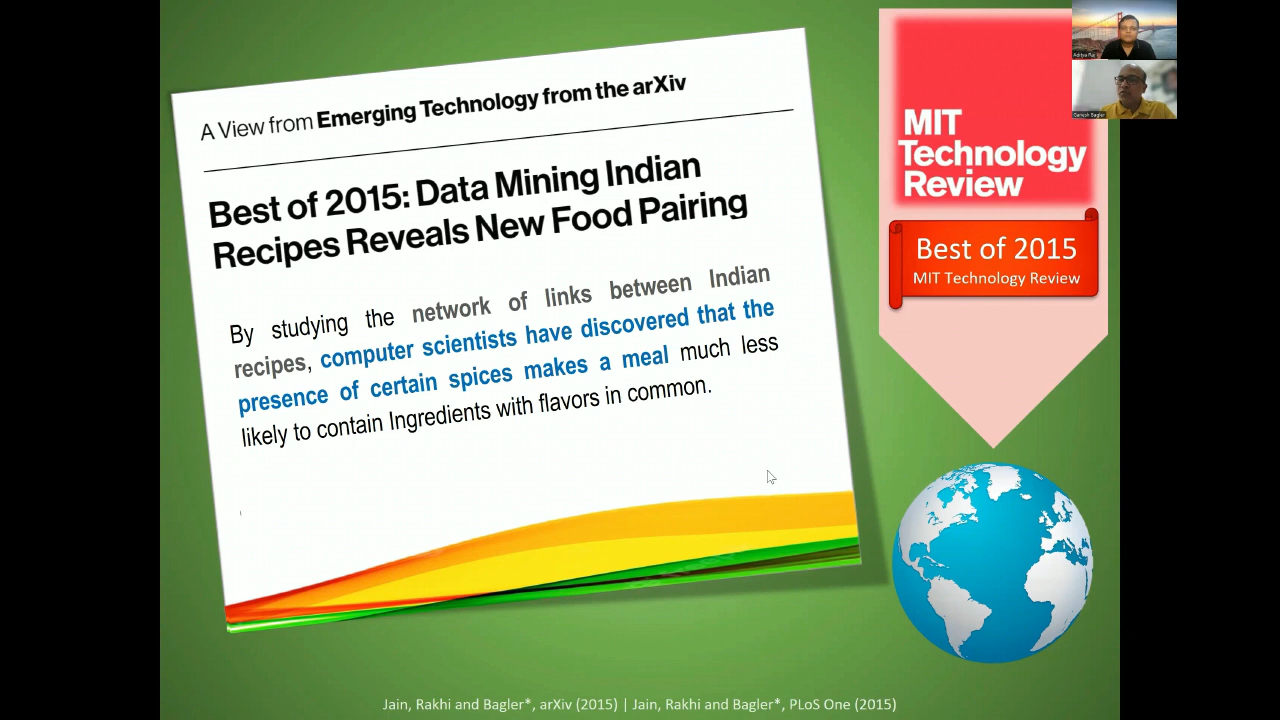 A View from Emerging Technology from the arXiv
Best of 2015: Data Mining Indian
Recipes Reveals New Food Pairing
By studying the network of links between Indian
recipes, computer scientists have discovered that the
presence of certain spices makes a meal much less
likely to contain Ingredients with flavors in common.
MIT
Technology
Review
Best of 2015
MIT Technology Review
Ganesh Bagler
Jain, Rakhi and Bagler*, arXiv (2015) | Jain, Rakhi and Bagler*, PLoS One (2015)